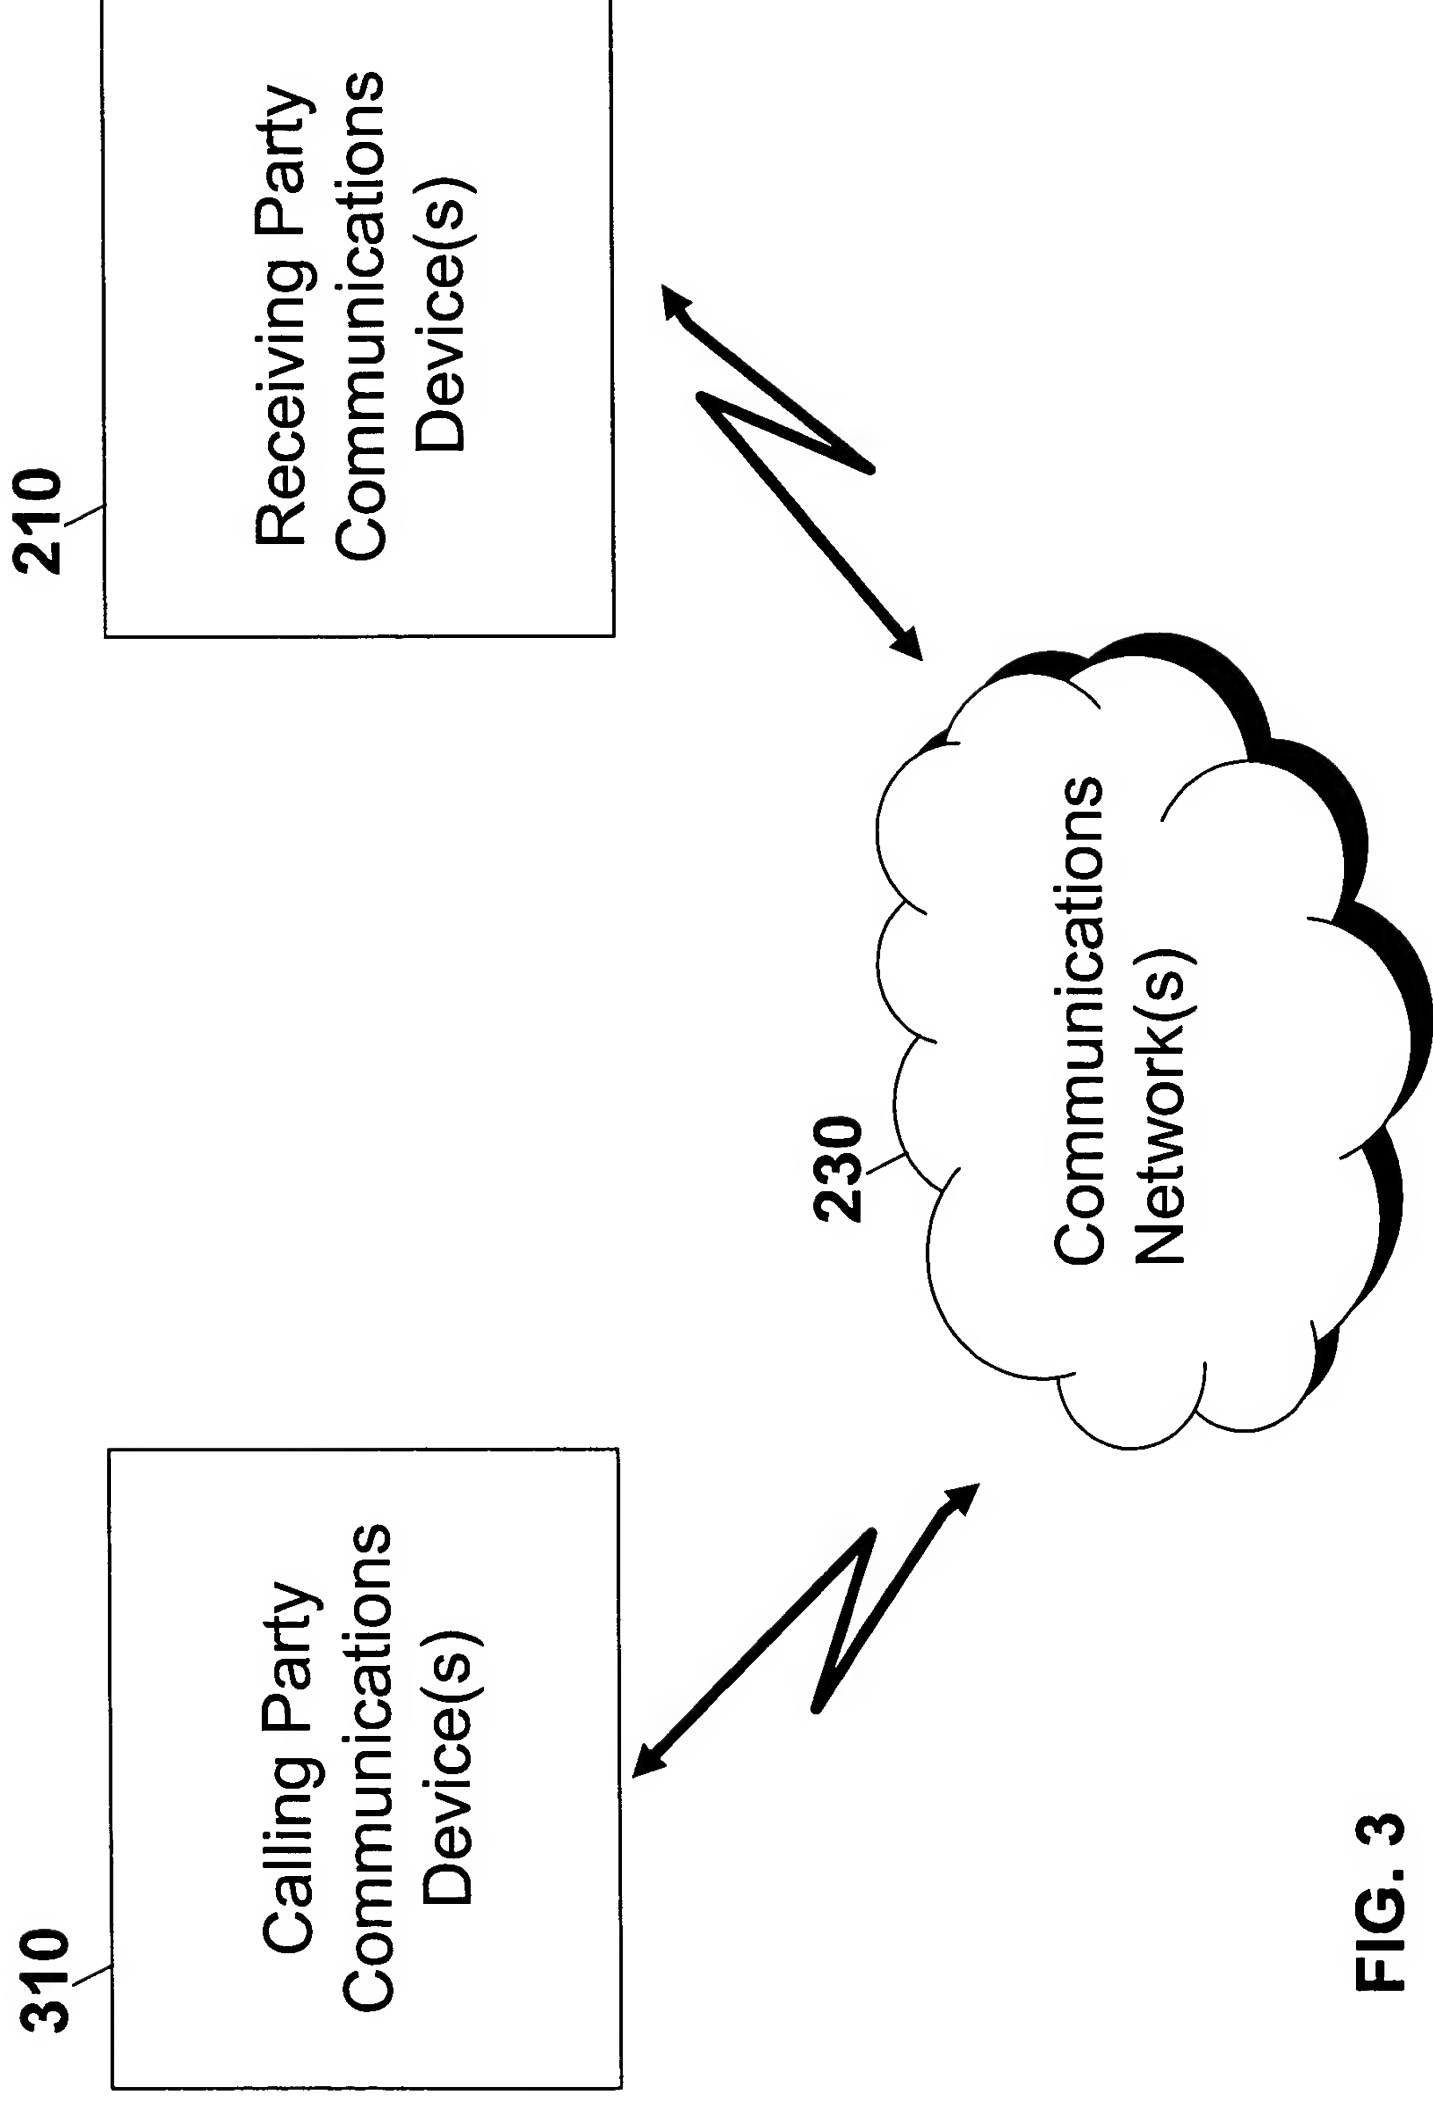 310
Calling Party
Communications
Device(s)
210
Receiving Party
Communications
Device(s)
230
Communications
Network(s)
FIG. 3